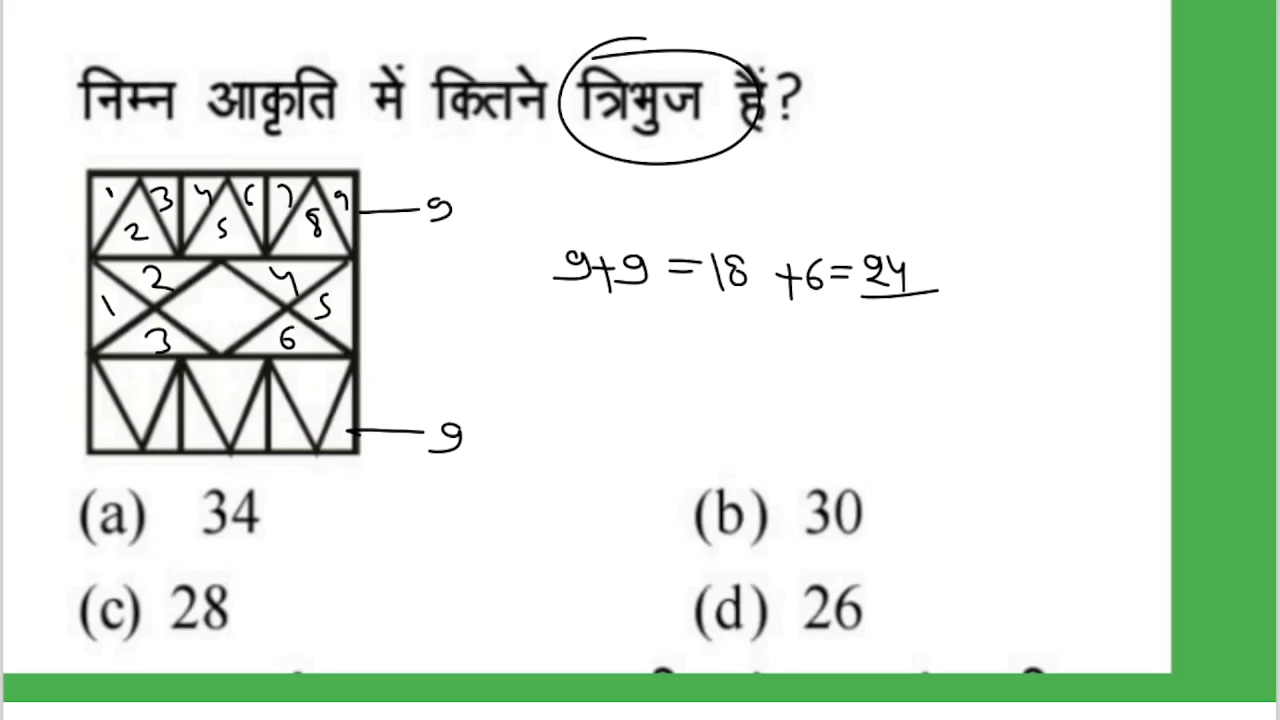 निम्न आकृति में कितने त्रिभुज हैं?
1 3 4 6 7 9
2 5 8
9
2 4
1 5
3 6
9+9 = 18 +6 = 24
9
(a) 34 (b) 30
(c) 28 (d) 26